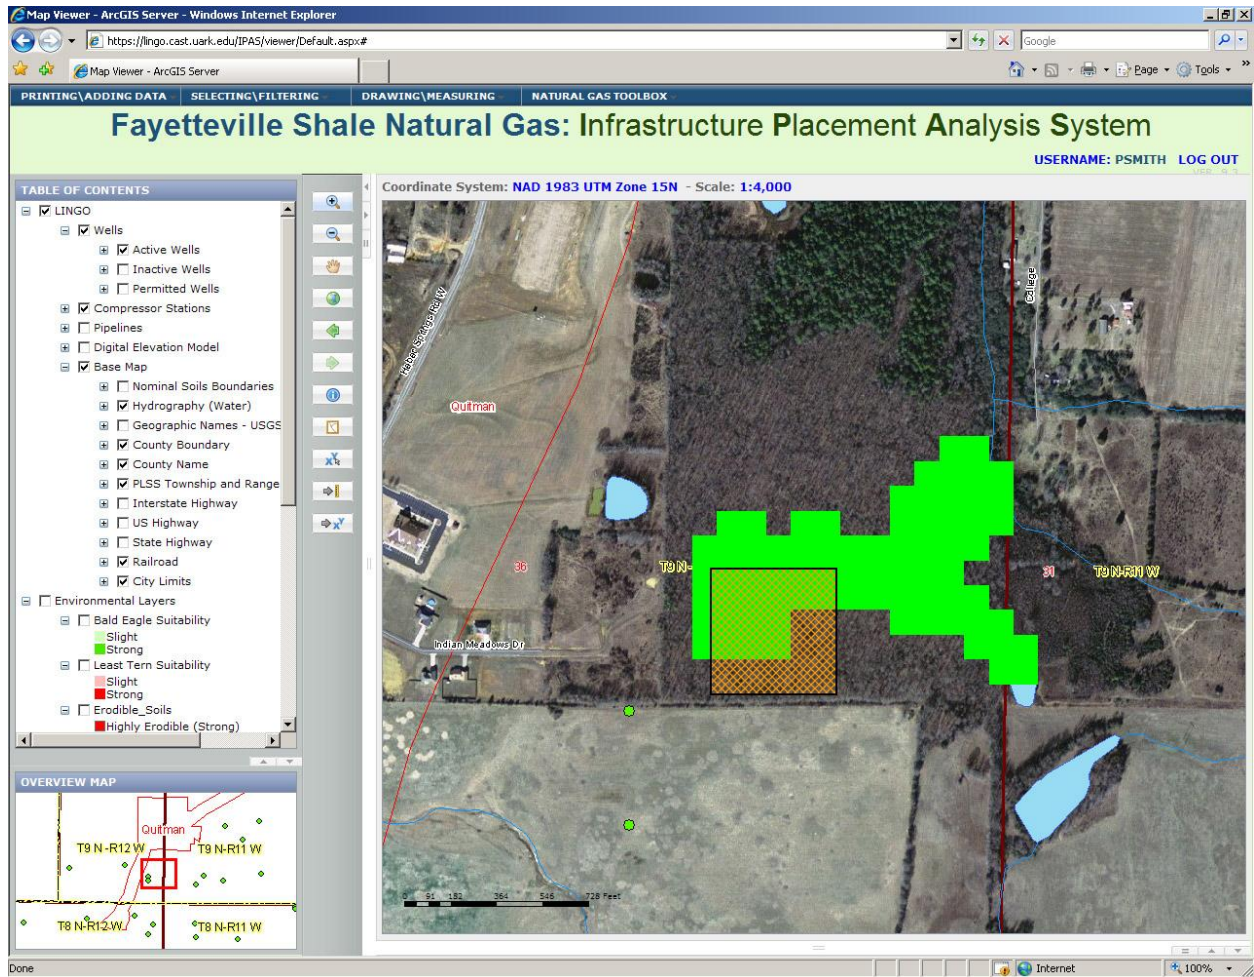 Map Viewer - ArcGIS Server - Windows Internet Explorer
https://lingo.cast.uark.edu/IPAS/viewer/Default.aspx#
Google
Map Viewer - ArcGIS Server
Page
Tools
PRINTING\ADDING DATA
SELECTING\FILTERING
DRAWING\MEASURING
NATURAL GAS TOOLBOX
Fayetteville Shale Natural Gas: Infrastructure Placement Analysis System
USERNAME: PSMITH LOG OUT
TABLE OF CONTENTS
LINGO
Wells
Active Wells
Inactive Wells
Permitted Wells
Compressor Stations
Pipelines
Digital Elevation Model
Base Map
Nominal Soils Boundaries
Hydrography (Water)
Geographic Names - USGS
County Boundary
County Name
PLSS Township and Range
Interstate Highway
US Highway
State Highway
Railroad
City Limits
Environmental Layers
Bald Eagle Suitability
Slight
Strong
Least Tern Suitability
Slight
Strong
Erodible_Soils
Highly Erodible (Strong)
Coordinate System: NAD 1983 UTM Zone 15N - Scale: 1:4,000
College
Quitman
36
T9 N-
31
T9 N-R11 W
Indian Meadows Dr
0 91 182 364 546 728 Feet
OVERVIEW MAP
Quitman
T9 N -R12 W
T9 N-R11 W
T8 N-R12 W
T8 N-R11 W
Done
Internet
100%